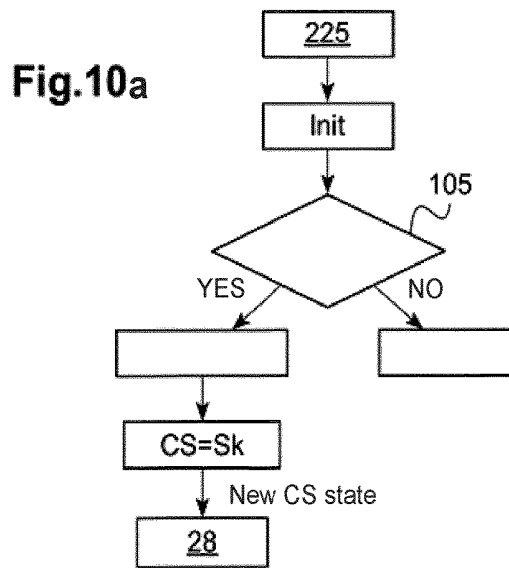 225
Fig.10a
Init
105
YES
NO
CS=Sk
New CS state
28